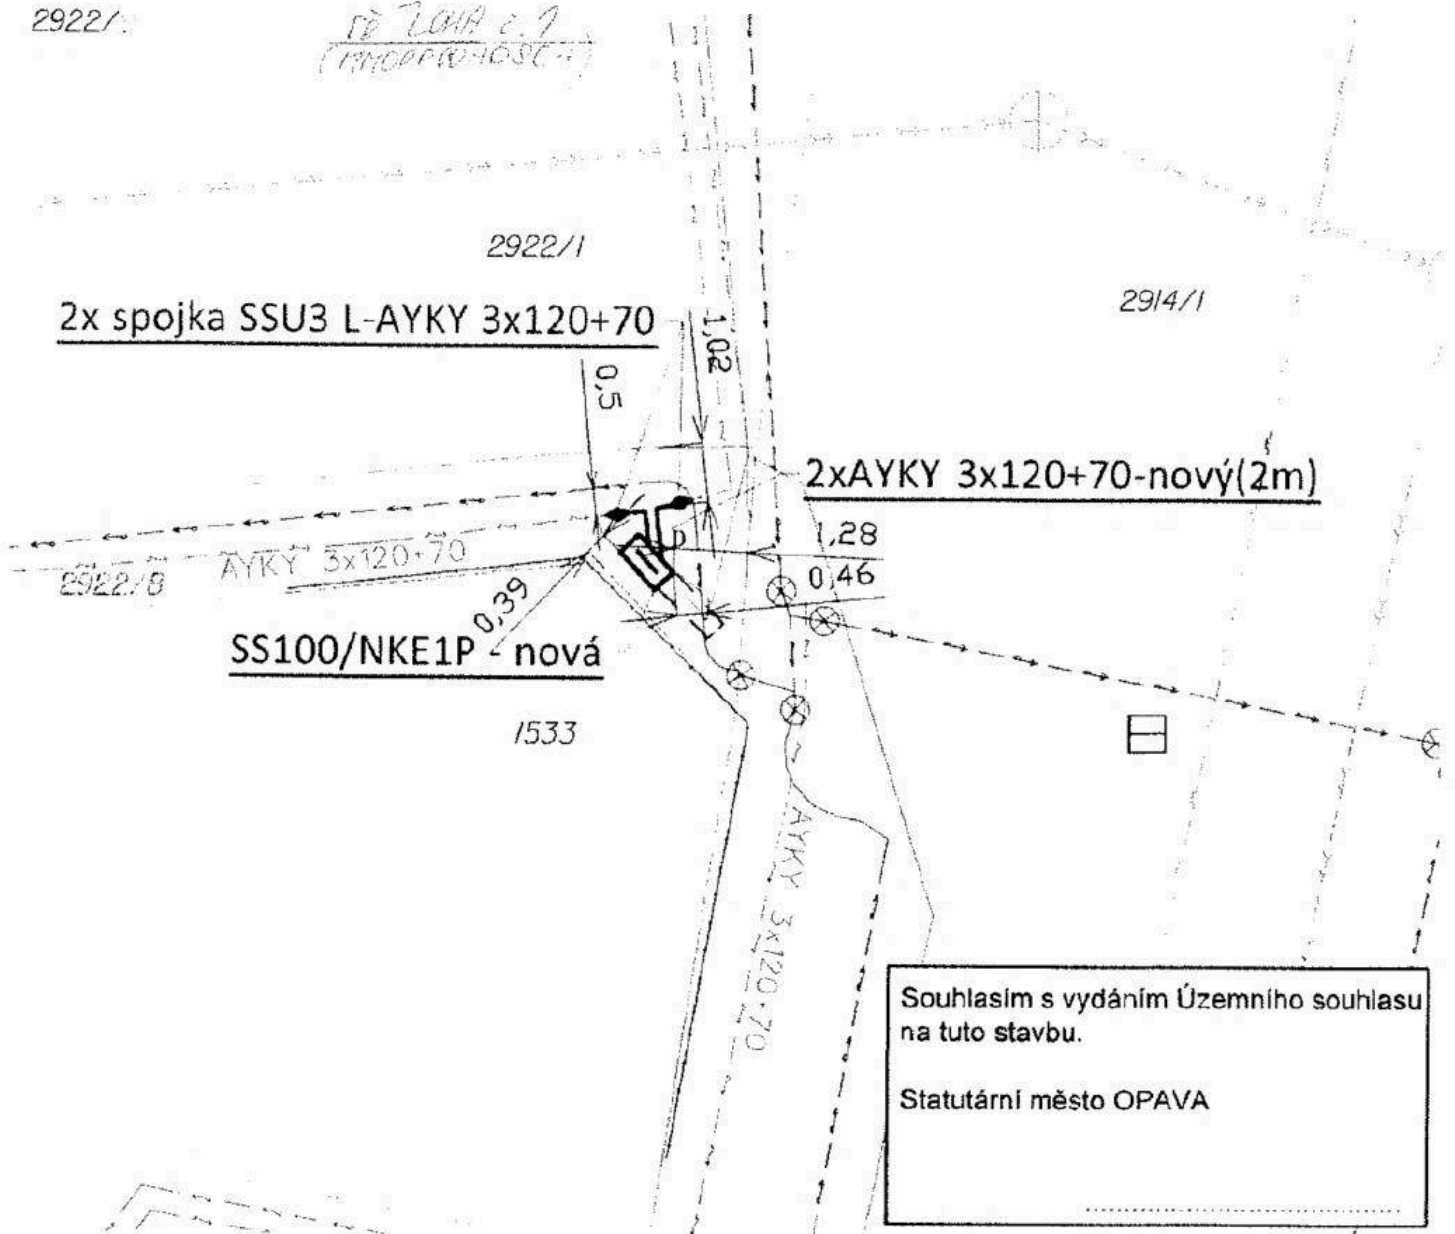 2922/
2922/1
2914/1
2x spojka SSU3 L-AYKY 3x120+70
1,02
0,5
2xAYKY 3x120+70-nový(2m)
1,28
0,46
AYKY 3x120+70
2922/8
0,39
SS100/NKE1P - nová
1533
AYKY 3x120+70
Souhlasím s vydáním Územního souhlasu
na tuto stavbu.
Statutární město OPAVA